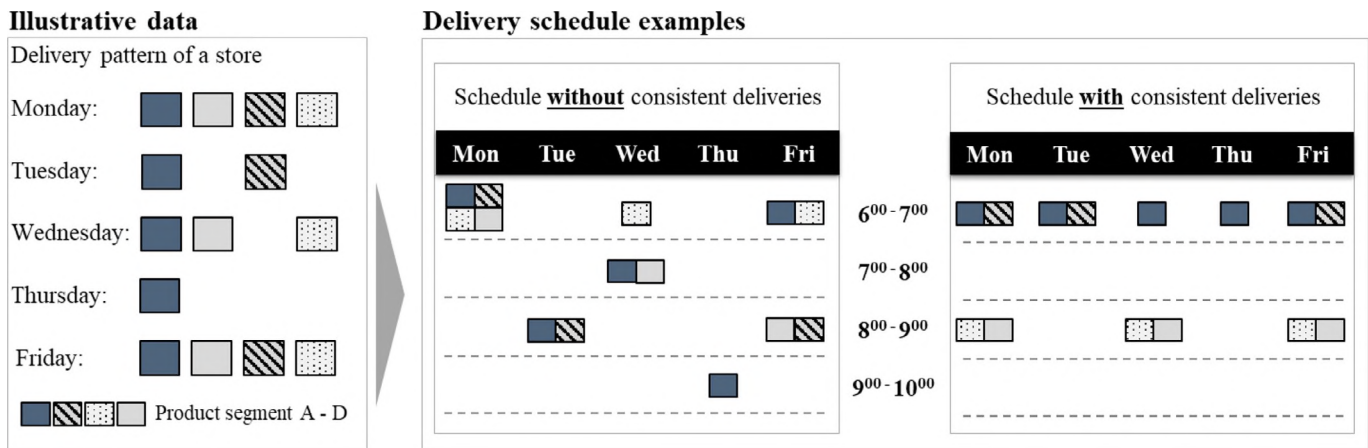 Illustrative data
Delivery pattern of a store
Monday:
Tuesday:
Wednesday:
Thursday:
Friday:
Product segment A - D
Delivery schedule examples
Schedule without consistent deliveries
Mon Tue Wed Thu Fri
6⁰⁰ - 7⁰⁰
7⁰⁰ - 8⁰⁰
8⁰⁰ - 9⁰⁰
9⁰⁰ - 10⁰⁰
Schedule with consistent deliveries
Mon Tue Wed Thu Fri